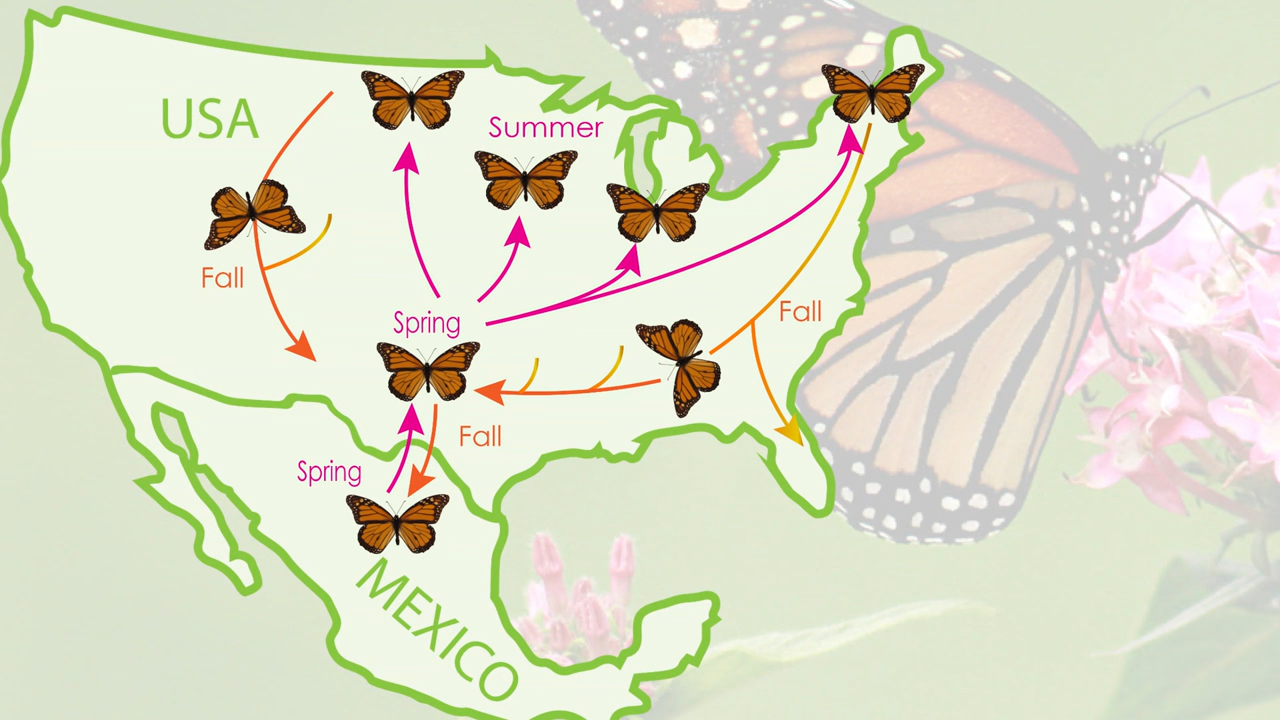 USA
Summer
Fall
Spring
Fall
Fall
Spring
MEXICO